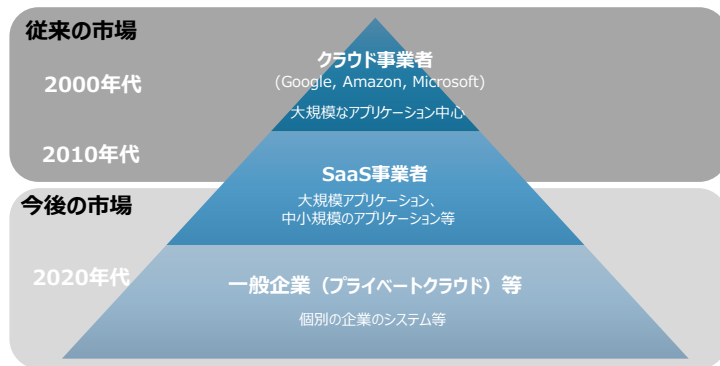 従来の市場
2000年代
クラウド事業者
(Google, Amazon, Microsoft)
大規模なアプリケーション中心
2010年代
SaaS事業者
大規模アプリケーション、
中小規模のアプリケーション等
今後の市場
2020年代
一般企業（プライベートクラウド）等
個別の企業のシステム等